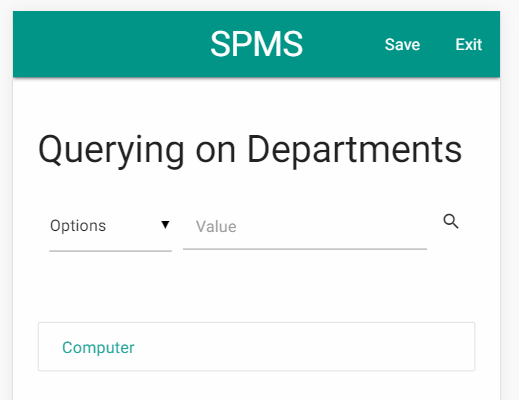 SPMS Save Exit
Querying on Departments
Options Value
Computer